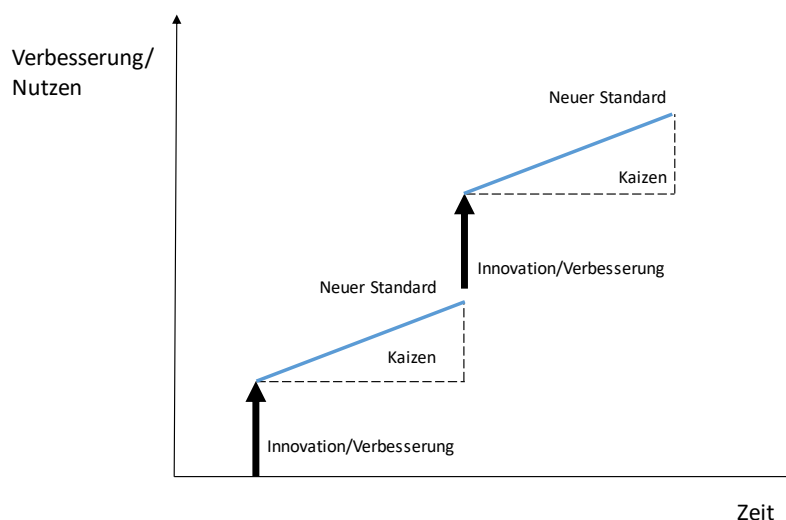 Verbesserung/
Nutzen
Neuer Standard
Kaizen
Innovation/Verbesserung
Neuer Standard
Kaizen
Innovation/Verbesserung
Zeit